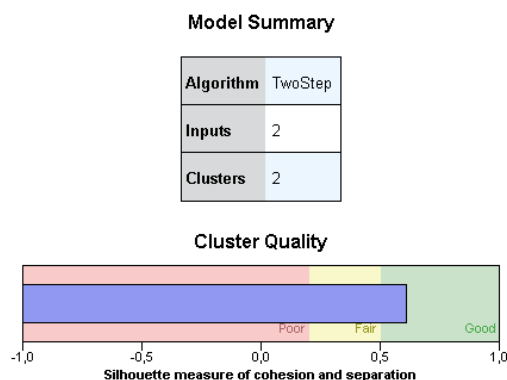 Model Summary
Algorithm TwoStep
Inputs 2
Clusters 2
Cluster Quality
Poor Fair Good
-1,0 -0,5 0,0 0,5 1,0
Silhouette measure of cohesion and separation